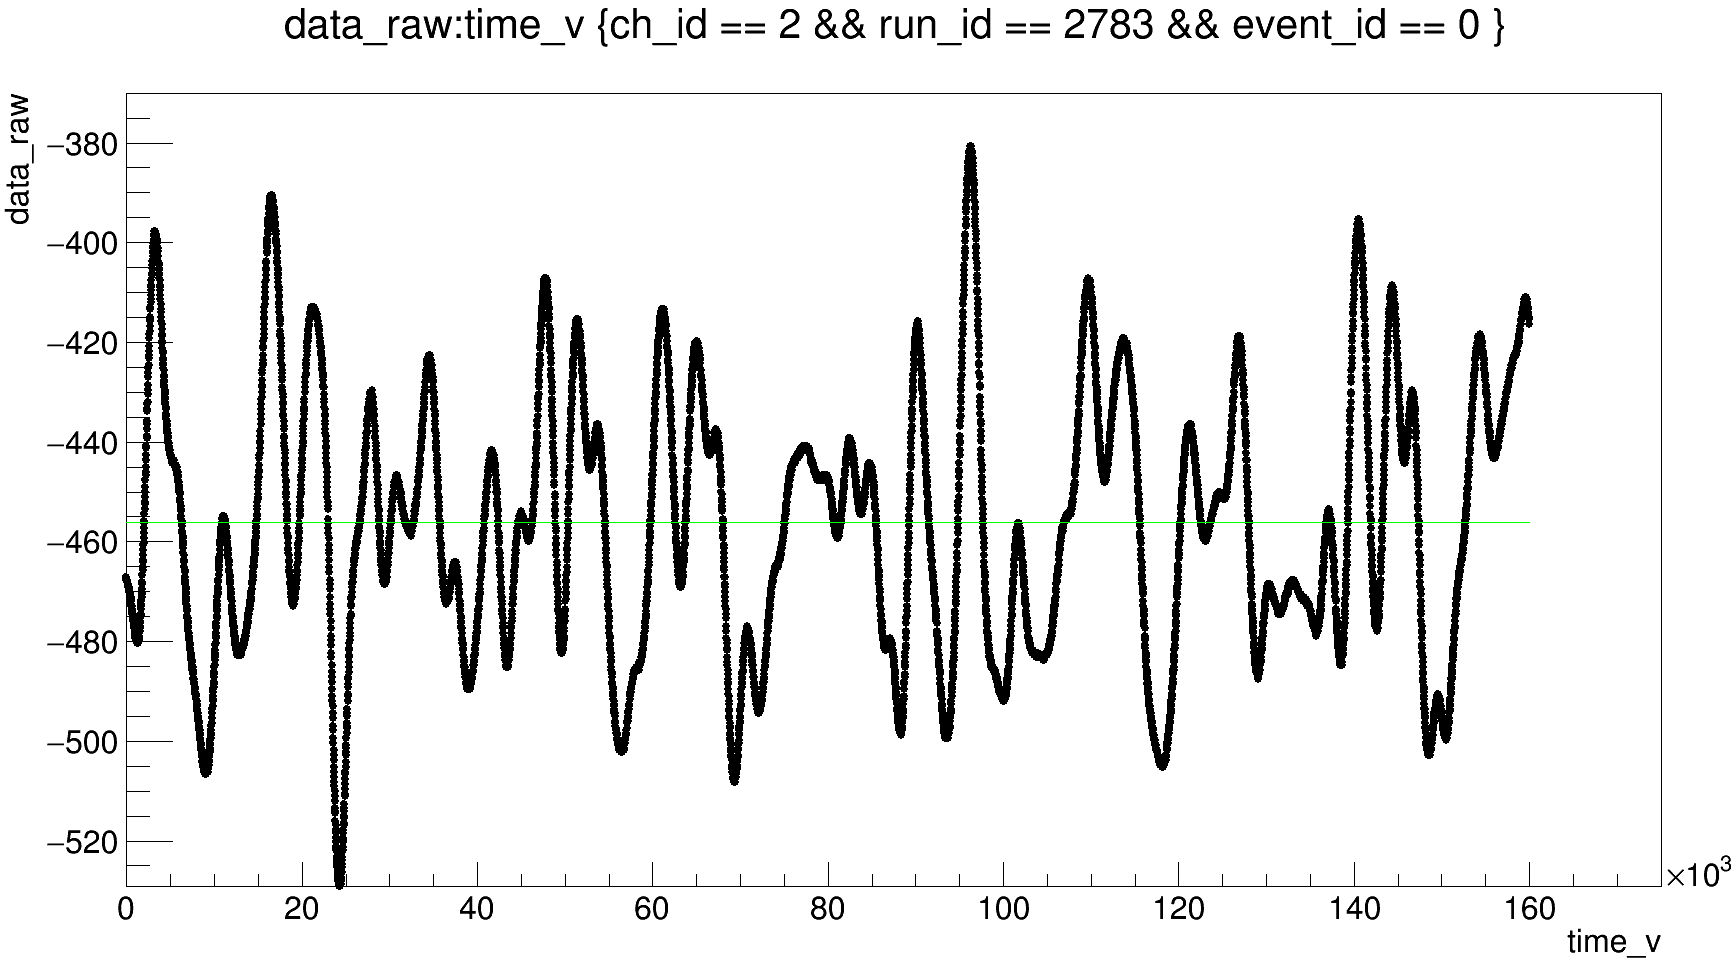 data_raw:time_v {ch_id == 2 && run_id == 2783 && event_id == 0 }
data_raw
−380
−400
−420
−440
−460
−480
−500
−520
0 20 40 60 80 100 120 140 160
×10³
time_v